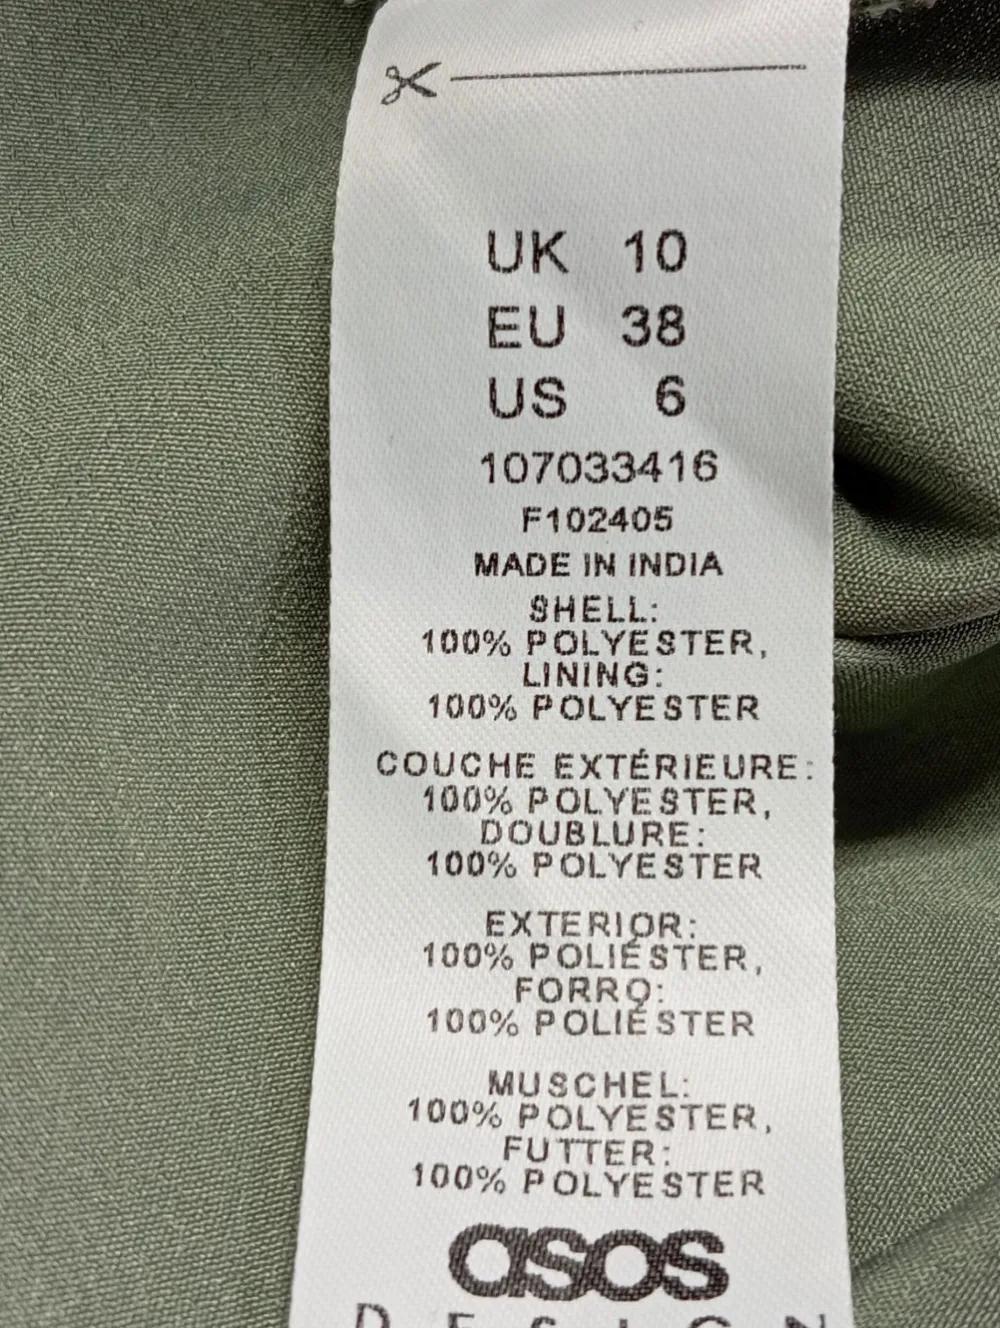 UK 10
EU 38
US 6
107033416
F102405
MADE IN INDIA
SHELL:
100% POLYESTER,
LINING:
100% POLYESTER
COUCHE EXTÉRIEURE:
100% POLYESTER,
DOUBLURE:
100% POLYESTER
EXTERIOR:
100% POLIÉSTER,
FORRO:
100% POLIÉSTER
MUSCHEL:
100% POLYESTER,
FUTTER:
100% POLYESTER
asos
DESIGN